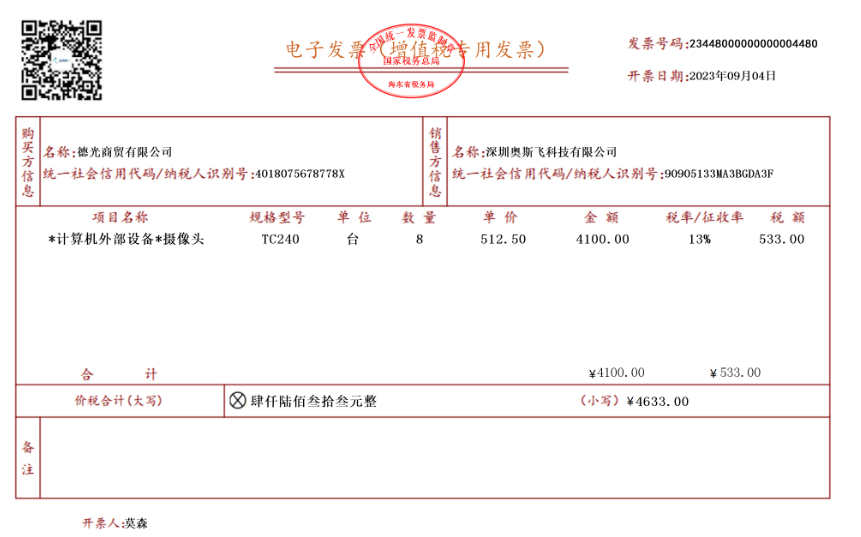 电子发票（增值税专用发票）
全国统一发票监制章
国家税务总局
海东省税务局
发票号码:23448000000000004480
开票日期:2023年09月04日
购买方信息
名称:德光商贸有限公司
统一社会信用代码/纳税人识别号:4018075678778X
销售方信息
名称:深圳奥斯飞科技有限公司
统一社会信用代码/纳税人识别号:90905133MA3BGDA3F
项目名称 规格型号 单位 数量 单价 金额 税率/征收率 税额
*计算机外部设备*摄像头 TC240 台 8 512.50 4100.00 13% 533.00
合计 ¥4100.00 ¥533.00
价税合计(大写) 肆仟陆佰叁拾叁元整 (小写) ¥4633.00
备注
开票人:莫森